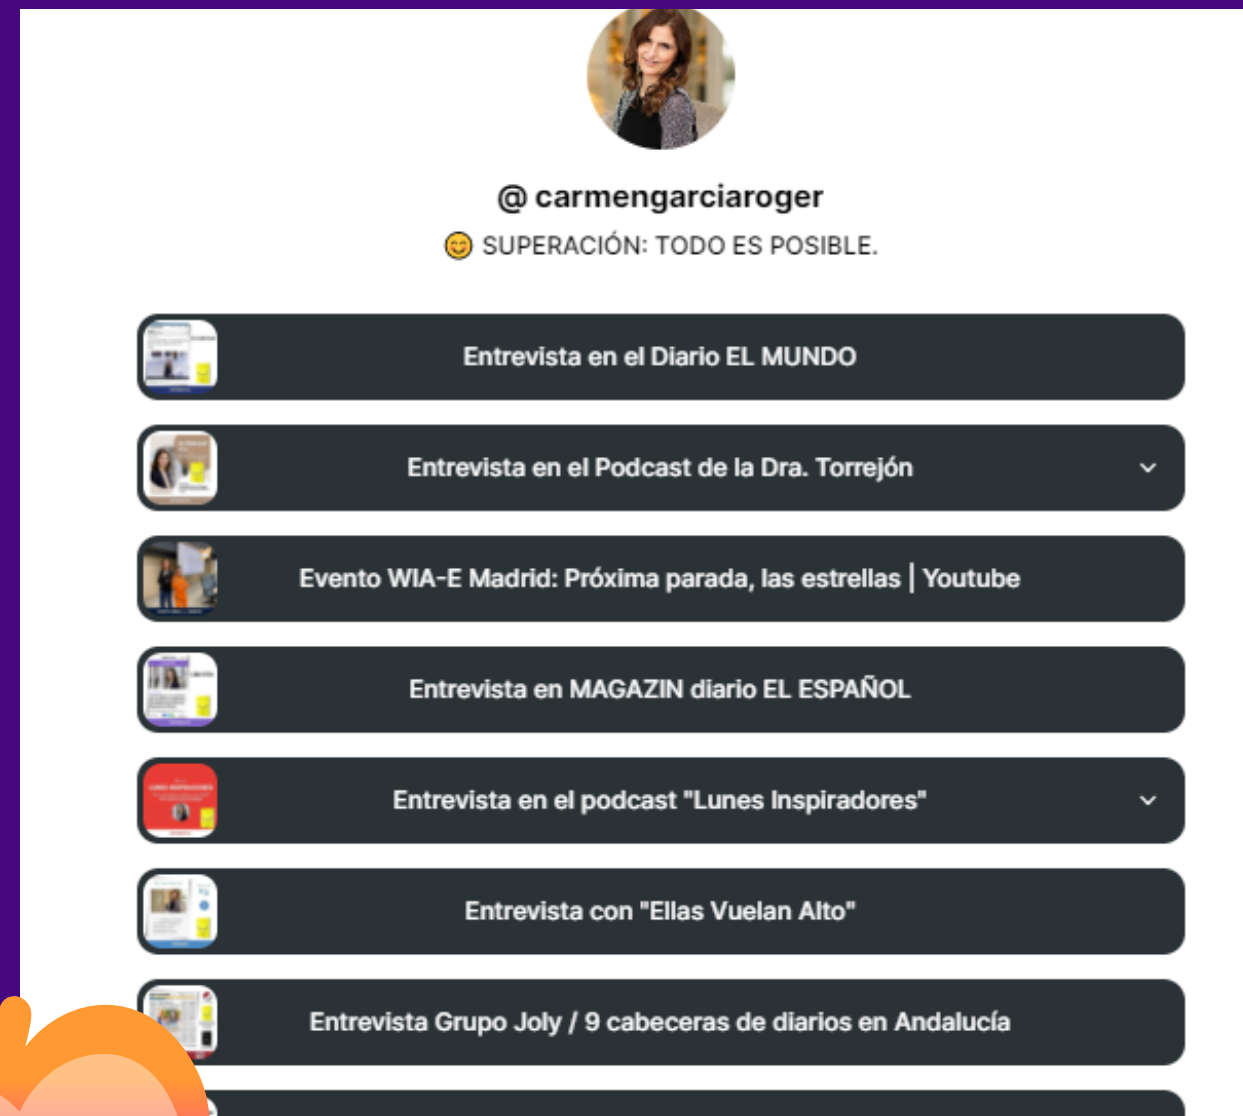 @ carmengarciaroger
😊 SUPERACIÓN: TODO ES POSIBLE.
Entrevista en el Diario EL MUNDO
Entrevista en el Podcast de la Dra. Torrejón
Evento WIA-E Madrid: Próxima parada, las estrellas | Youtube
Entrevista en MAGAZIN diario EL ESPAÑOL
Entrevista en el podcast "Lunes Inspiradores"
Entrevista con "Ellas Vuelan Alto"
Entrevista Grupo Joly / 9 cabeceras de diarios en Andalucía